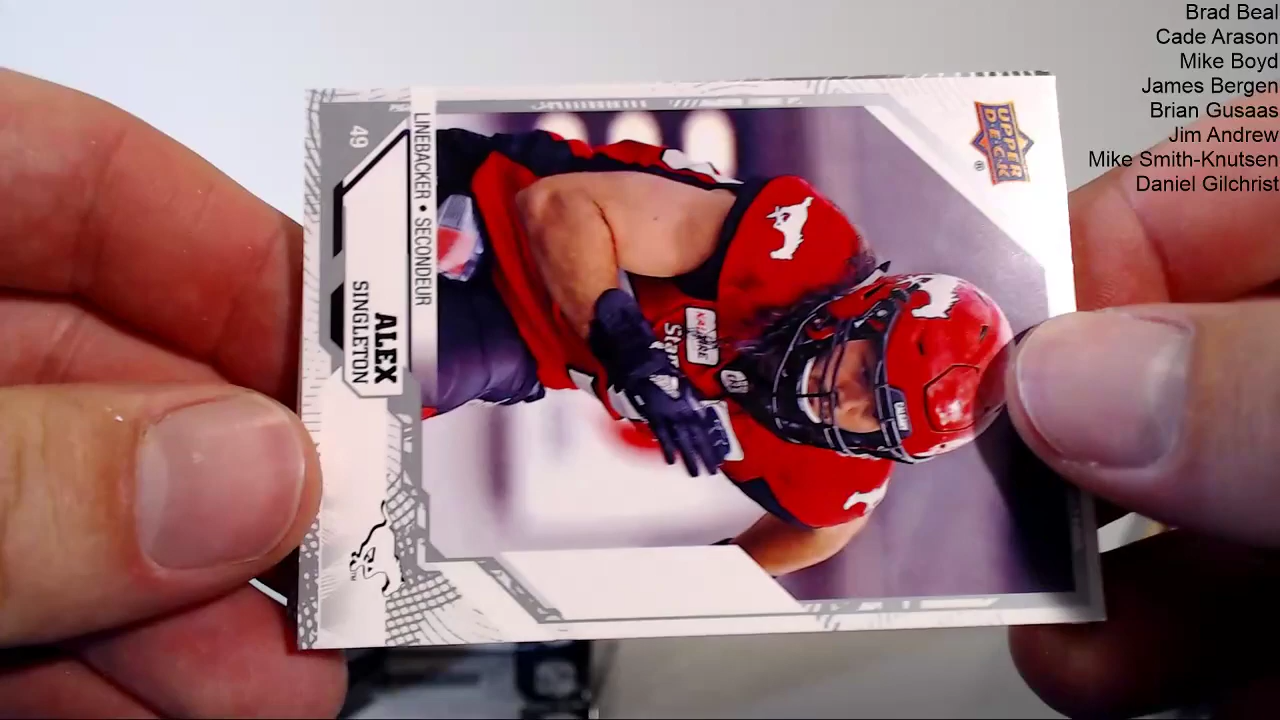 Brad Beal
Cade Arason
Mike Boyd
James Bergen
Brian Gusaas
Jim Andrew
Mike Smith-Knutsen
Daniel Gilchrist
UPPER
DECK
®
49
LINEBACKER • SECONDEUR
ALEX
SINGLETON